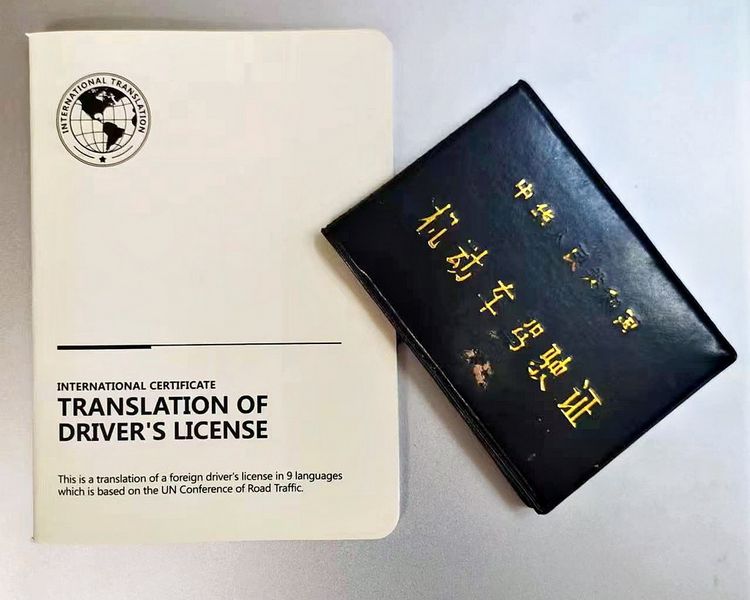 INTERNATIONAL TRANSLATION
INTERNATIONAL CERTIFICATE
TRANSLATION OF
DRIVER'S LICENSE
This is a translation of a foreign driver's license in 9 languages
which is based on the UN Conference of Road Traffic.
中华人民共和国
机动车驾驶证